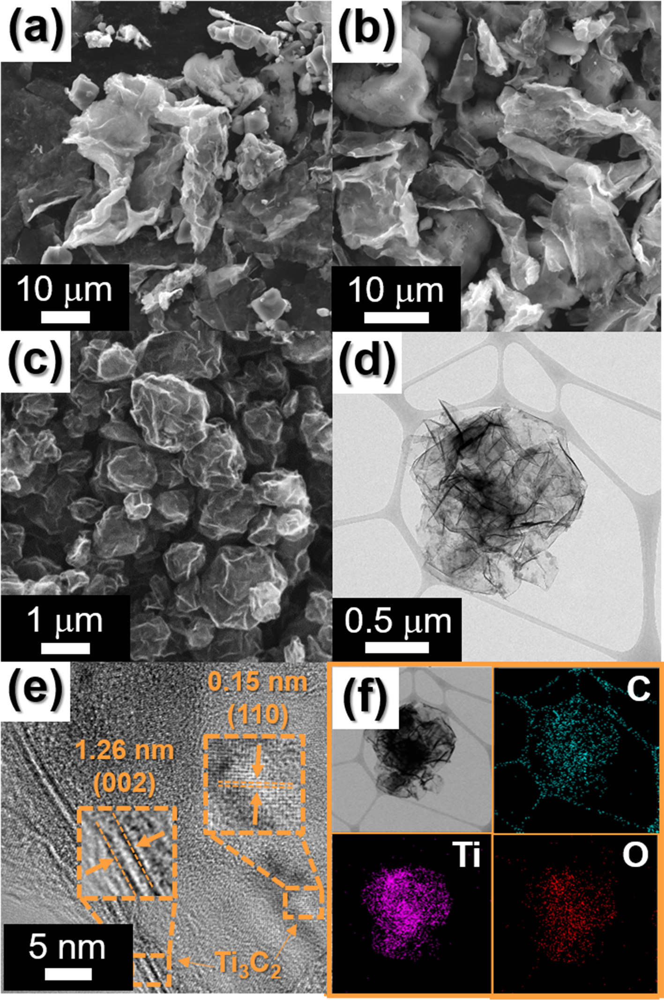 (a)
10 μm
(b)
10 μm
(c)
1 μm
(d)
0.5 μm
(e)
0.15 nm
(110)
1.26 nm
(002)
5 nm
Ti₃C₂
(f)
C
Ti
O